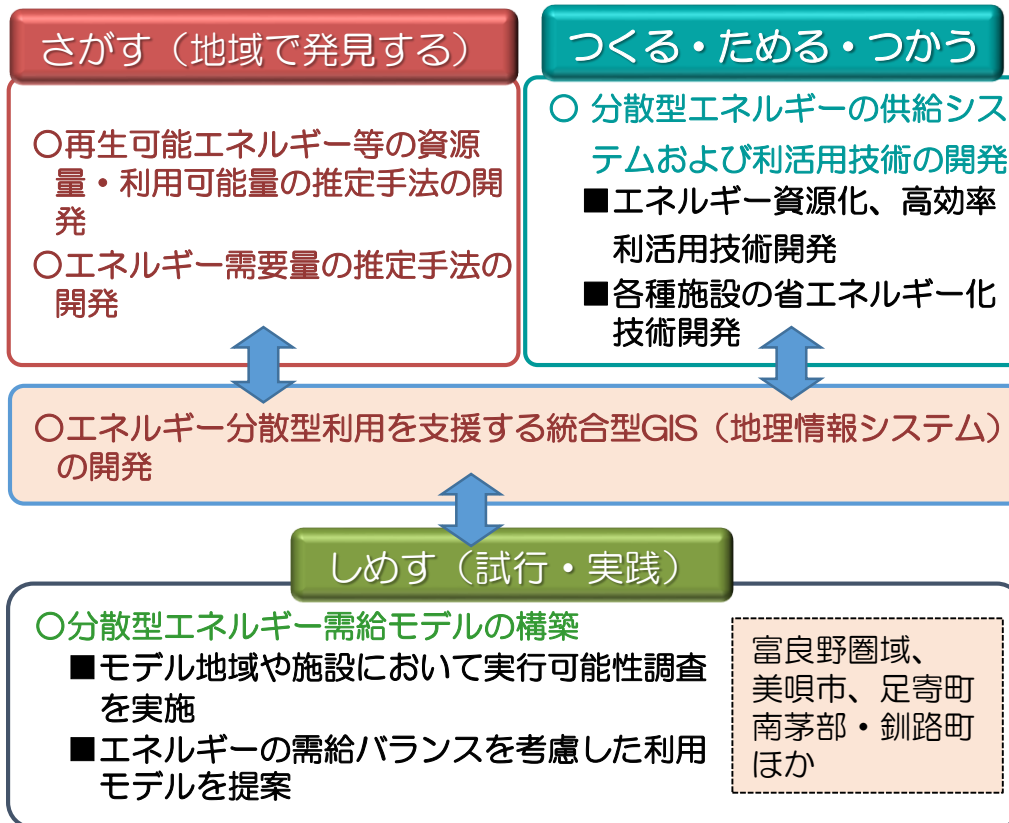 さがす（地域で発見する）
〇再生可能エネルギー等の資源
量・利用可能量の推定手法の開
発
〇エネルギー需要量の推定手法の
開発
つくる・ためる・つかう
〇 分散型エネルギーの供給シス
テムおよび利活用技術の開発
■エネルギー資源化、高効率
利活用技術開発
■各種施設の省エネルギー化
技術開発
〇エネルギー分散型利用を支援する統合型GIS（地理情報システム）
の開発
しめす（試行・実践）
〇分散型エネルギー需給モデルの構築
■モデル地域や施設において実行可能性調査
を実施
■エネルギーの需給バランスを考慮した利用
モデルを提案
富良野圏域、
美唄市、足寄町
南茅部・釧路町
ほか